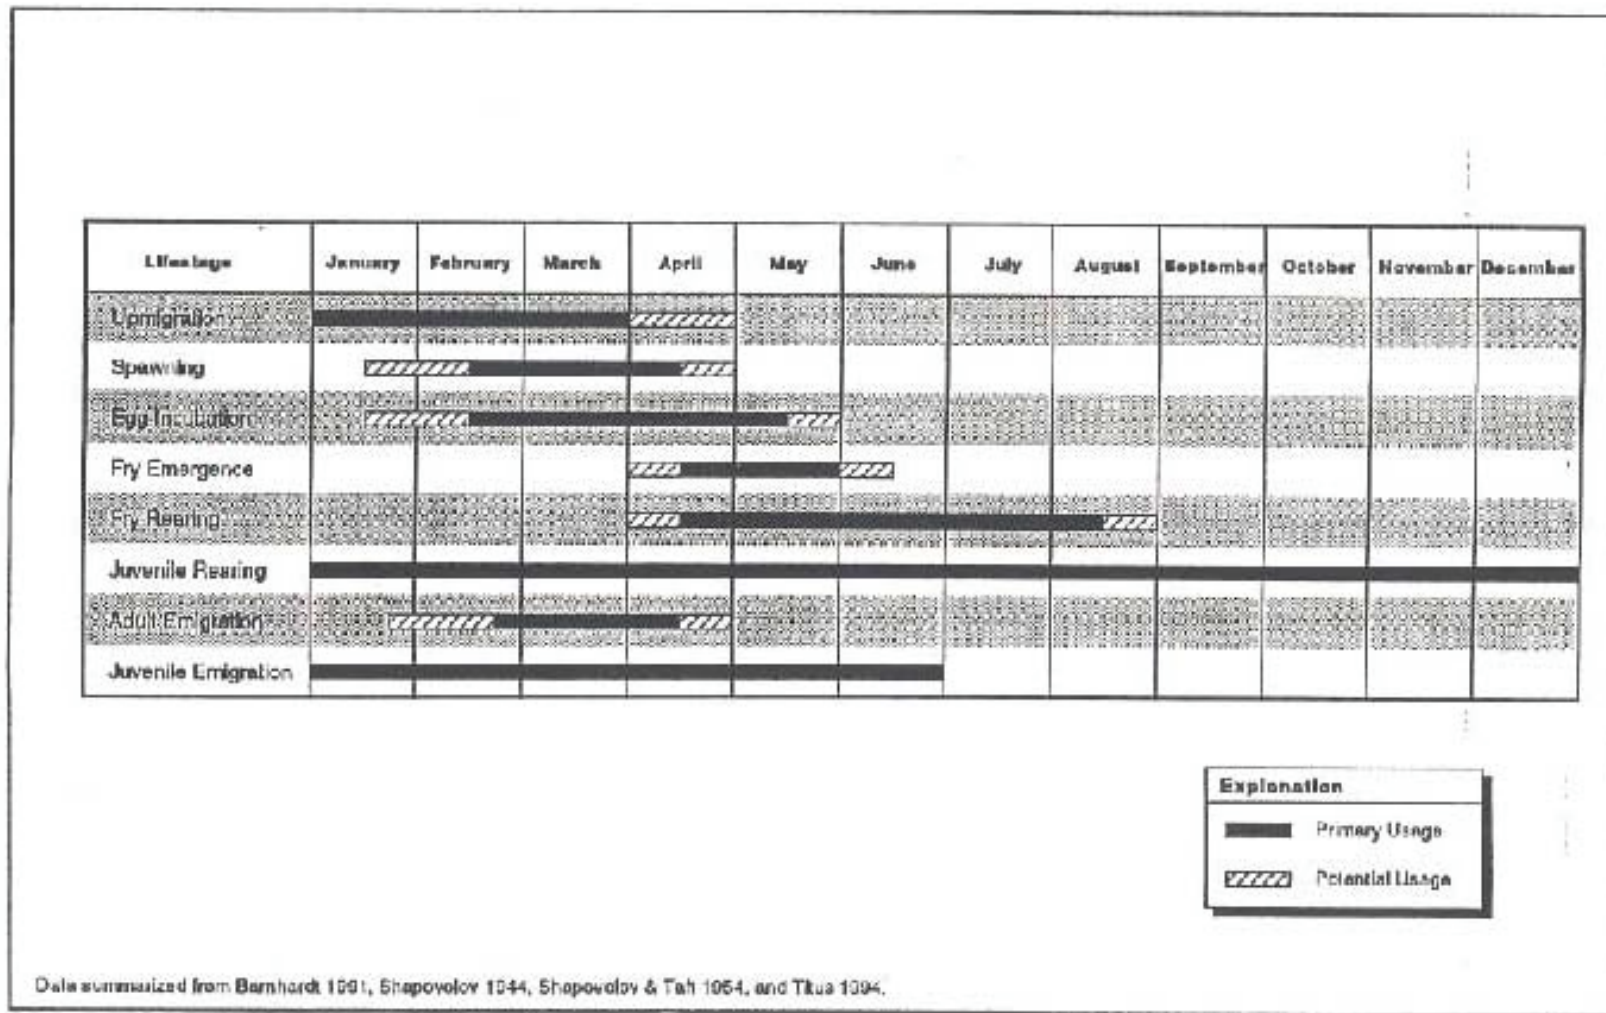 Lifestage January February March April May June July August September October November December
Upmigration
Spawning
Egg Incubation
Fry Emergence
Fry Rearing
Juvenile Rearing
Adult Emigration
Juvenile Emigration
Explanation
Primary Usage
Potential Usage
Data summarized from Barnhardt 1991, Shapovolov 1944, Shapovolov & Taft 1954, and Titus 1994.